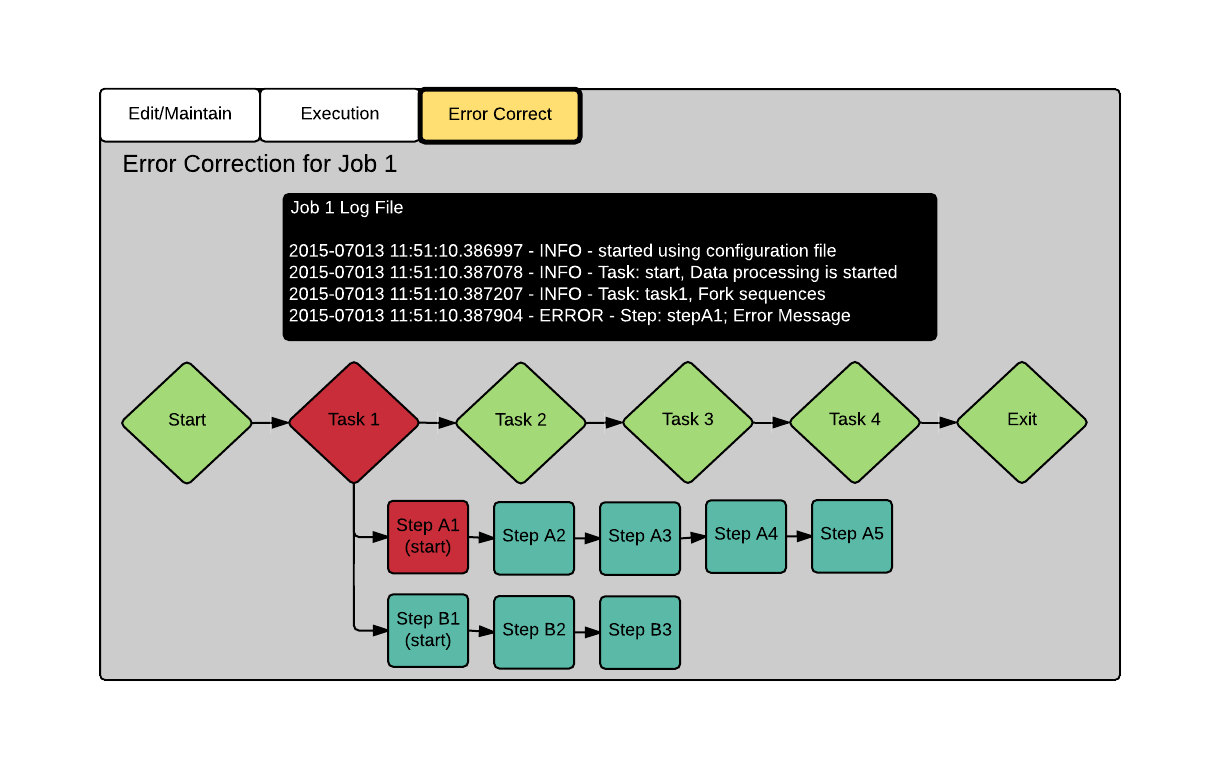 Edit/Maintain
Execution
Error Correct
Error Correction for Job 1
Job 1 Log File
2015-07013 11:51:10.386997 - INFO - started using configuration file
2015-07013 11:51:10.387078 - INFO - Task: start, Data processing is started
2015-07013 11:51:10.387207 - INFO - Task: task1, Fork sequences
2015-07013 11:51:10.387904 - ERROR - Step: stepA1; Error Message
Start
Task 1
Task 2
Task 3
Task 4
Exit
Step A1
(start)
Step A2
Step A3
Step A4
Step A5
Step B1
(start)
Step B2
Step B3